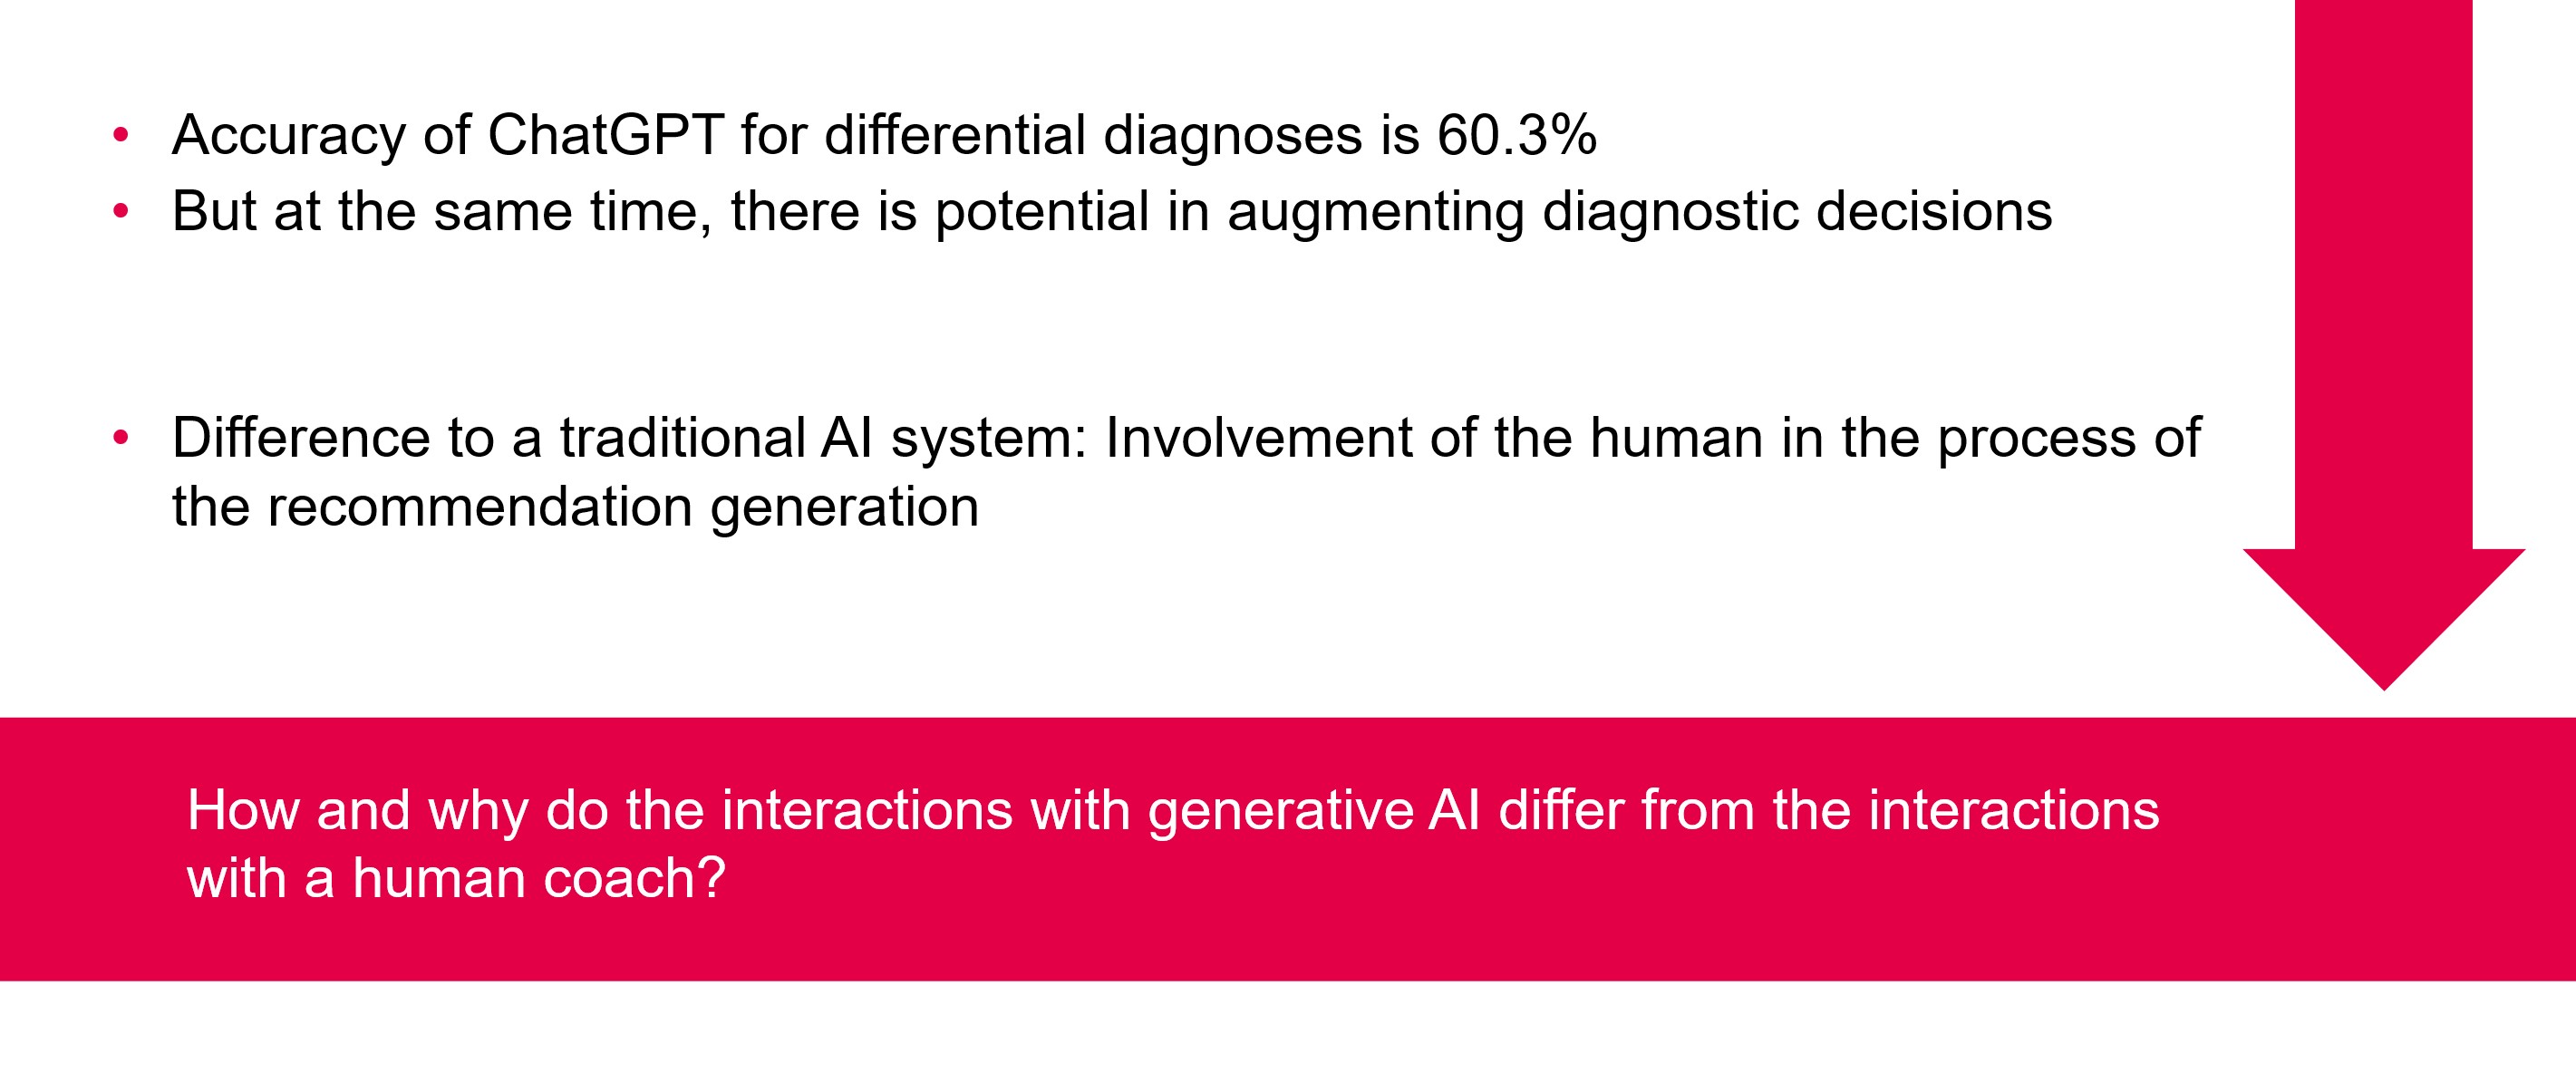 • Accuracy of ChatGPT for differential diagnoses is 60.3%
• But at the same time, there is potential in augmenting diagnostic decisions
• Difference to a traditional AI system: Involvement of the human in the process of
the recommendation generation
How and why do the interactions with generative AI differ from the interactions
with a human coach?